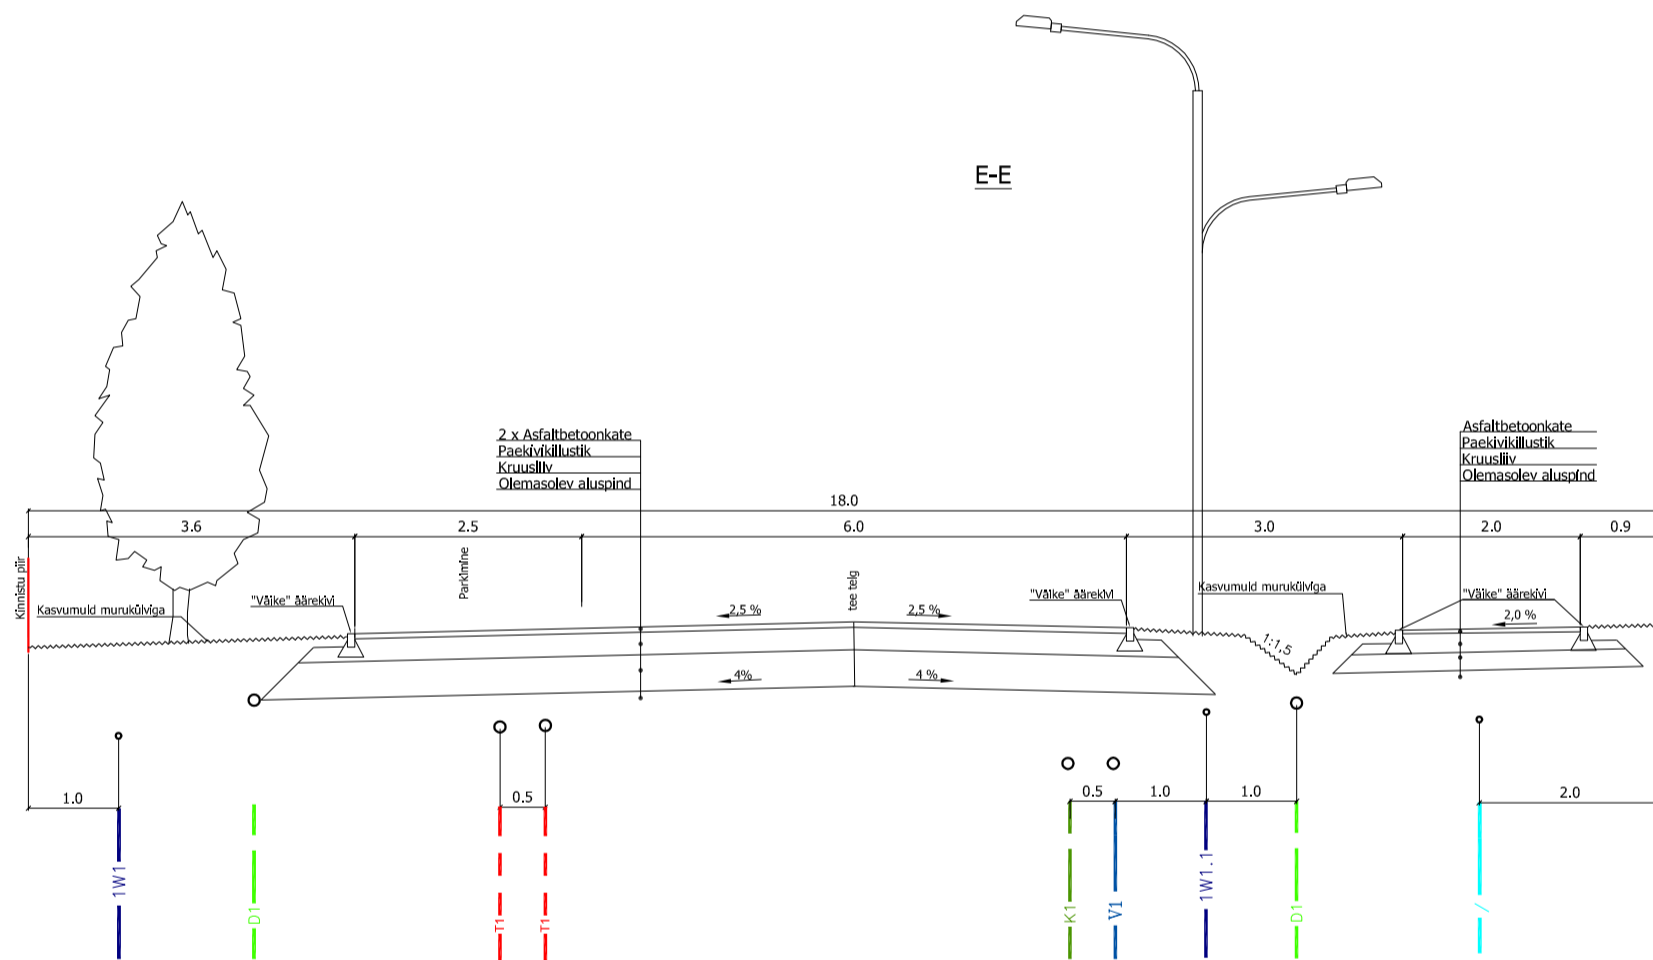 E-E
2 x Asfaltbetoonkate
Paekivikillustik
Kruusliiv
Olemasolev aluspind
Asfaltbetoonkate
Paekivikillustik
Kruusliiv
Olemasolev aluspind
18.0
3.6
2.5
6.0
3.0
2.0
0.9
Kinnistu piir
Parkimine
tee telg
Kasvumuld murukülviga
"Väike" äärekivi
2,5 %
2,5 %
"Väike" äärekivi
Kasvumuld murukülviga
"Väike" äärekivi
2,0 %
1:1,5
4%
4 %
1.0
0.5
0.5
1.0
1.0
2.0
1W1
D1
T1
T1
K1
V1
1W1.1
D1
/